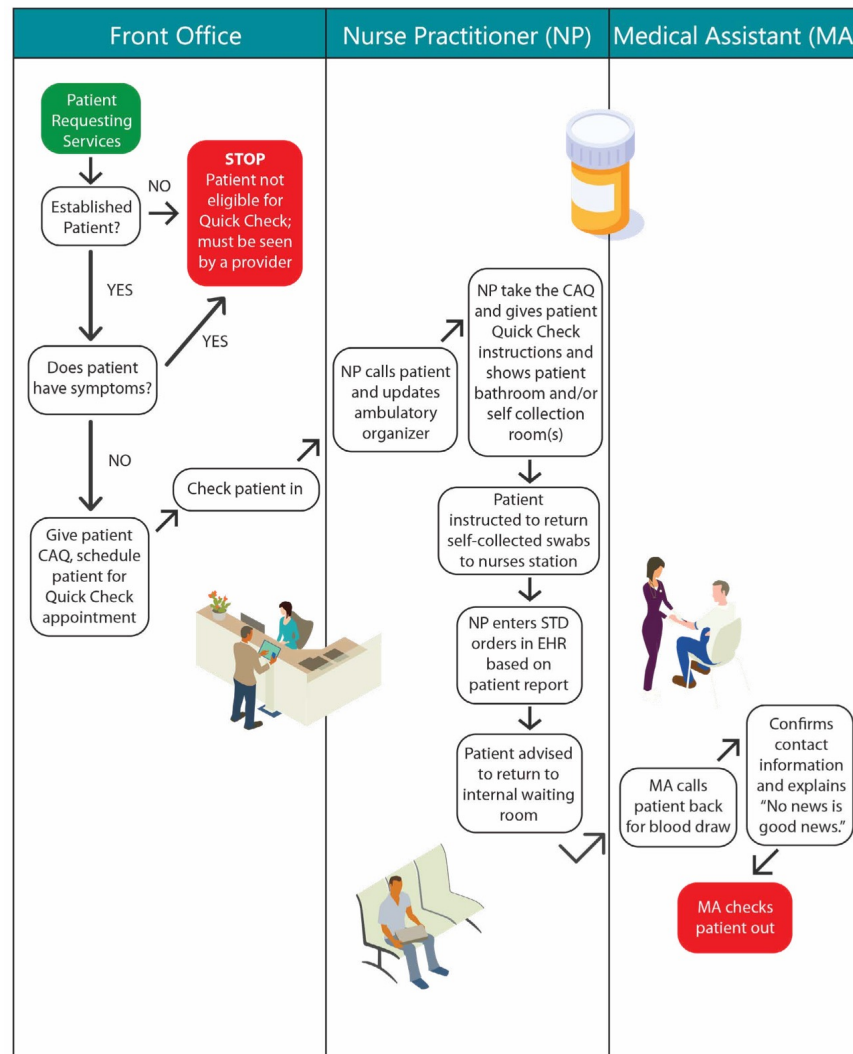 Front Office
Nurse Practitioner (NP)
Medical Assistant (MA
Patient
Requesting
Services
NO
STOP
Patient not
eligible for
Quick Check;
must be seen
by a provider
Established
Patient?
YES
YES
Does patient
have symptoms?
NO
Give patient
CAQ, schedule
patient for
Quick Check
appointment
Check patient in
NP calls patient
and updates
ambulatory
organizer
NP take the CAQ
and gives patient
Quick Check
instructions and
shows patient
bathroom and/or
self collection
room(s)
Patient
instructed to return
self-collected swabs
to nurses station
NP enters STD
orders in EHR
based on
patient report
Patient advised
to return to
internal waiting
room
MA calls
patient back
for blood draw
Confirms
contact
information
and explains
“No news is
good news.”
MA checks
patient out